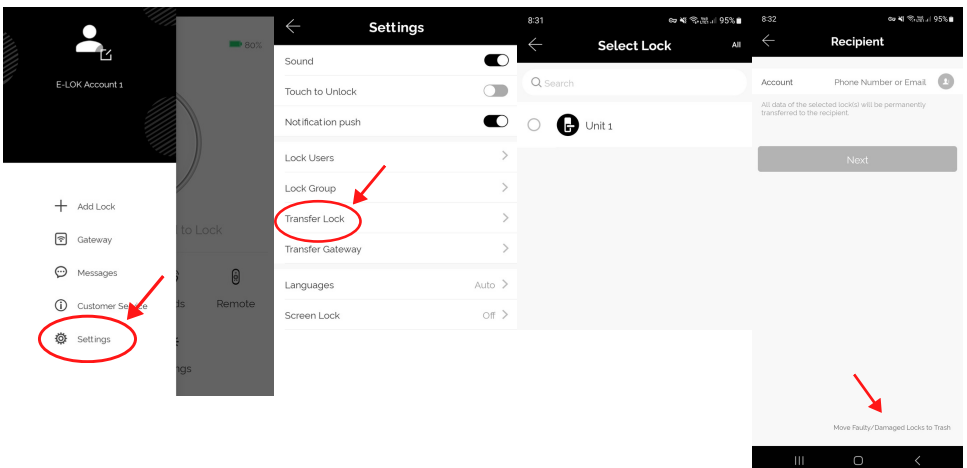 E-LOK Account 1
80%
to Lock
Add Lock
Gateway
Messages
Customer Service
ds
Remote
Settings
ngs
Settings
Sound
Touch to Unlock
Notification push
Lock Users
Lock Group
Transfer Lock
Transfer Gateway
Languages Auto
Screen Lock Off
8:31 95%
Select Lock All
Search
Unit 1
8:32 95%
Recipient
Account Phone Number or Email
All data of the selected lock(s) will be permanently
transferred to the recipient.
Next
Move Faulty/Damaged Locks to Trash